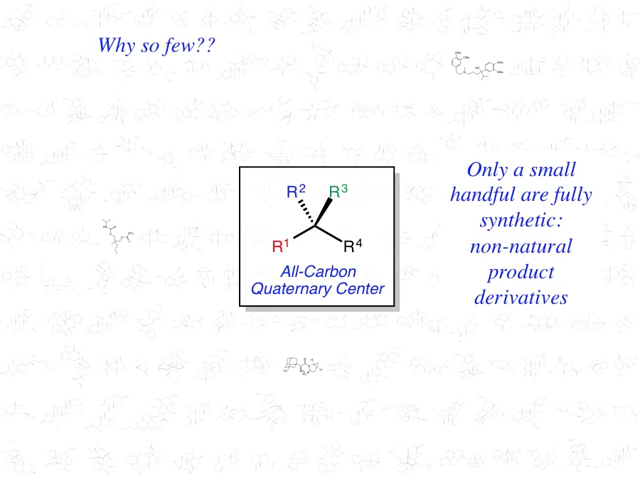 Why so few??
Only a small
handful are fully
synthetic:
non-natural
product
derivatives
R2 R3
R1 R4
All-Carbon
Quaternary Center